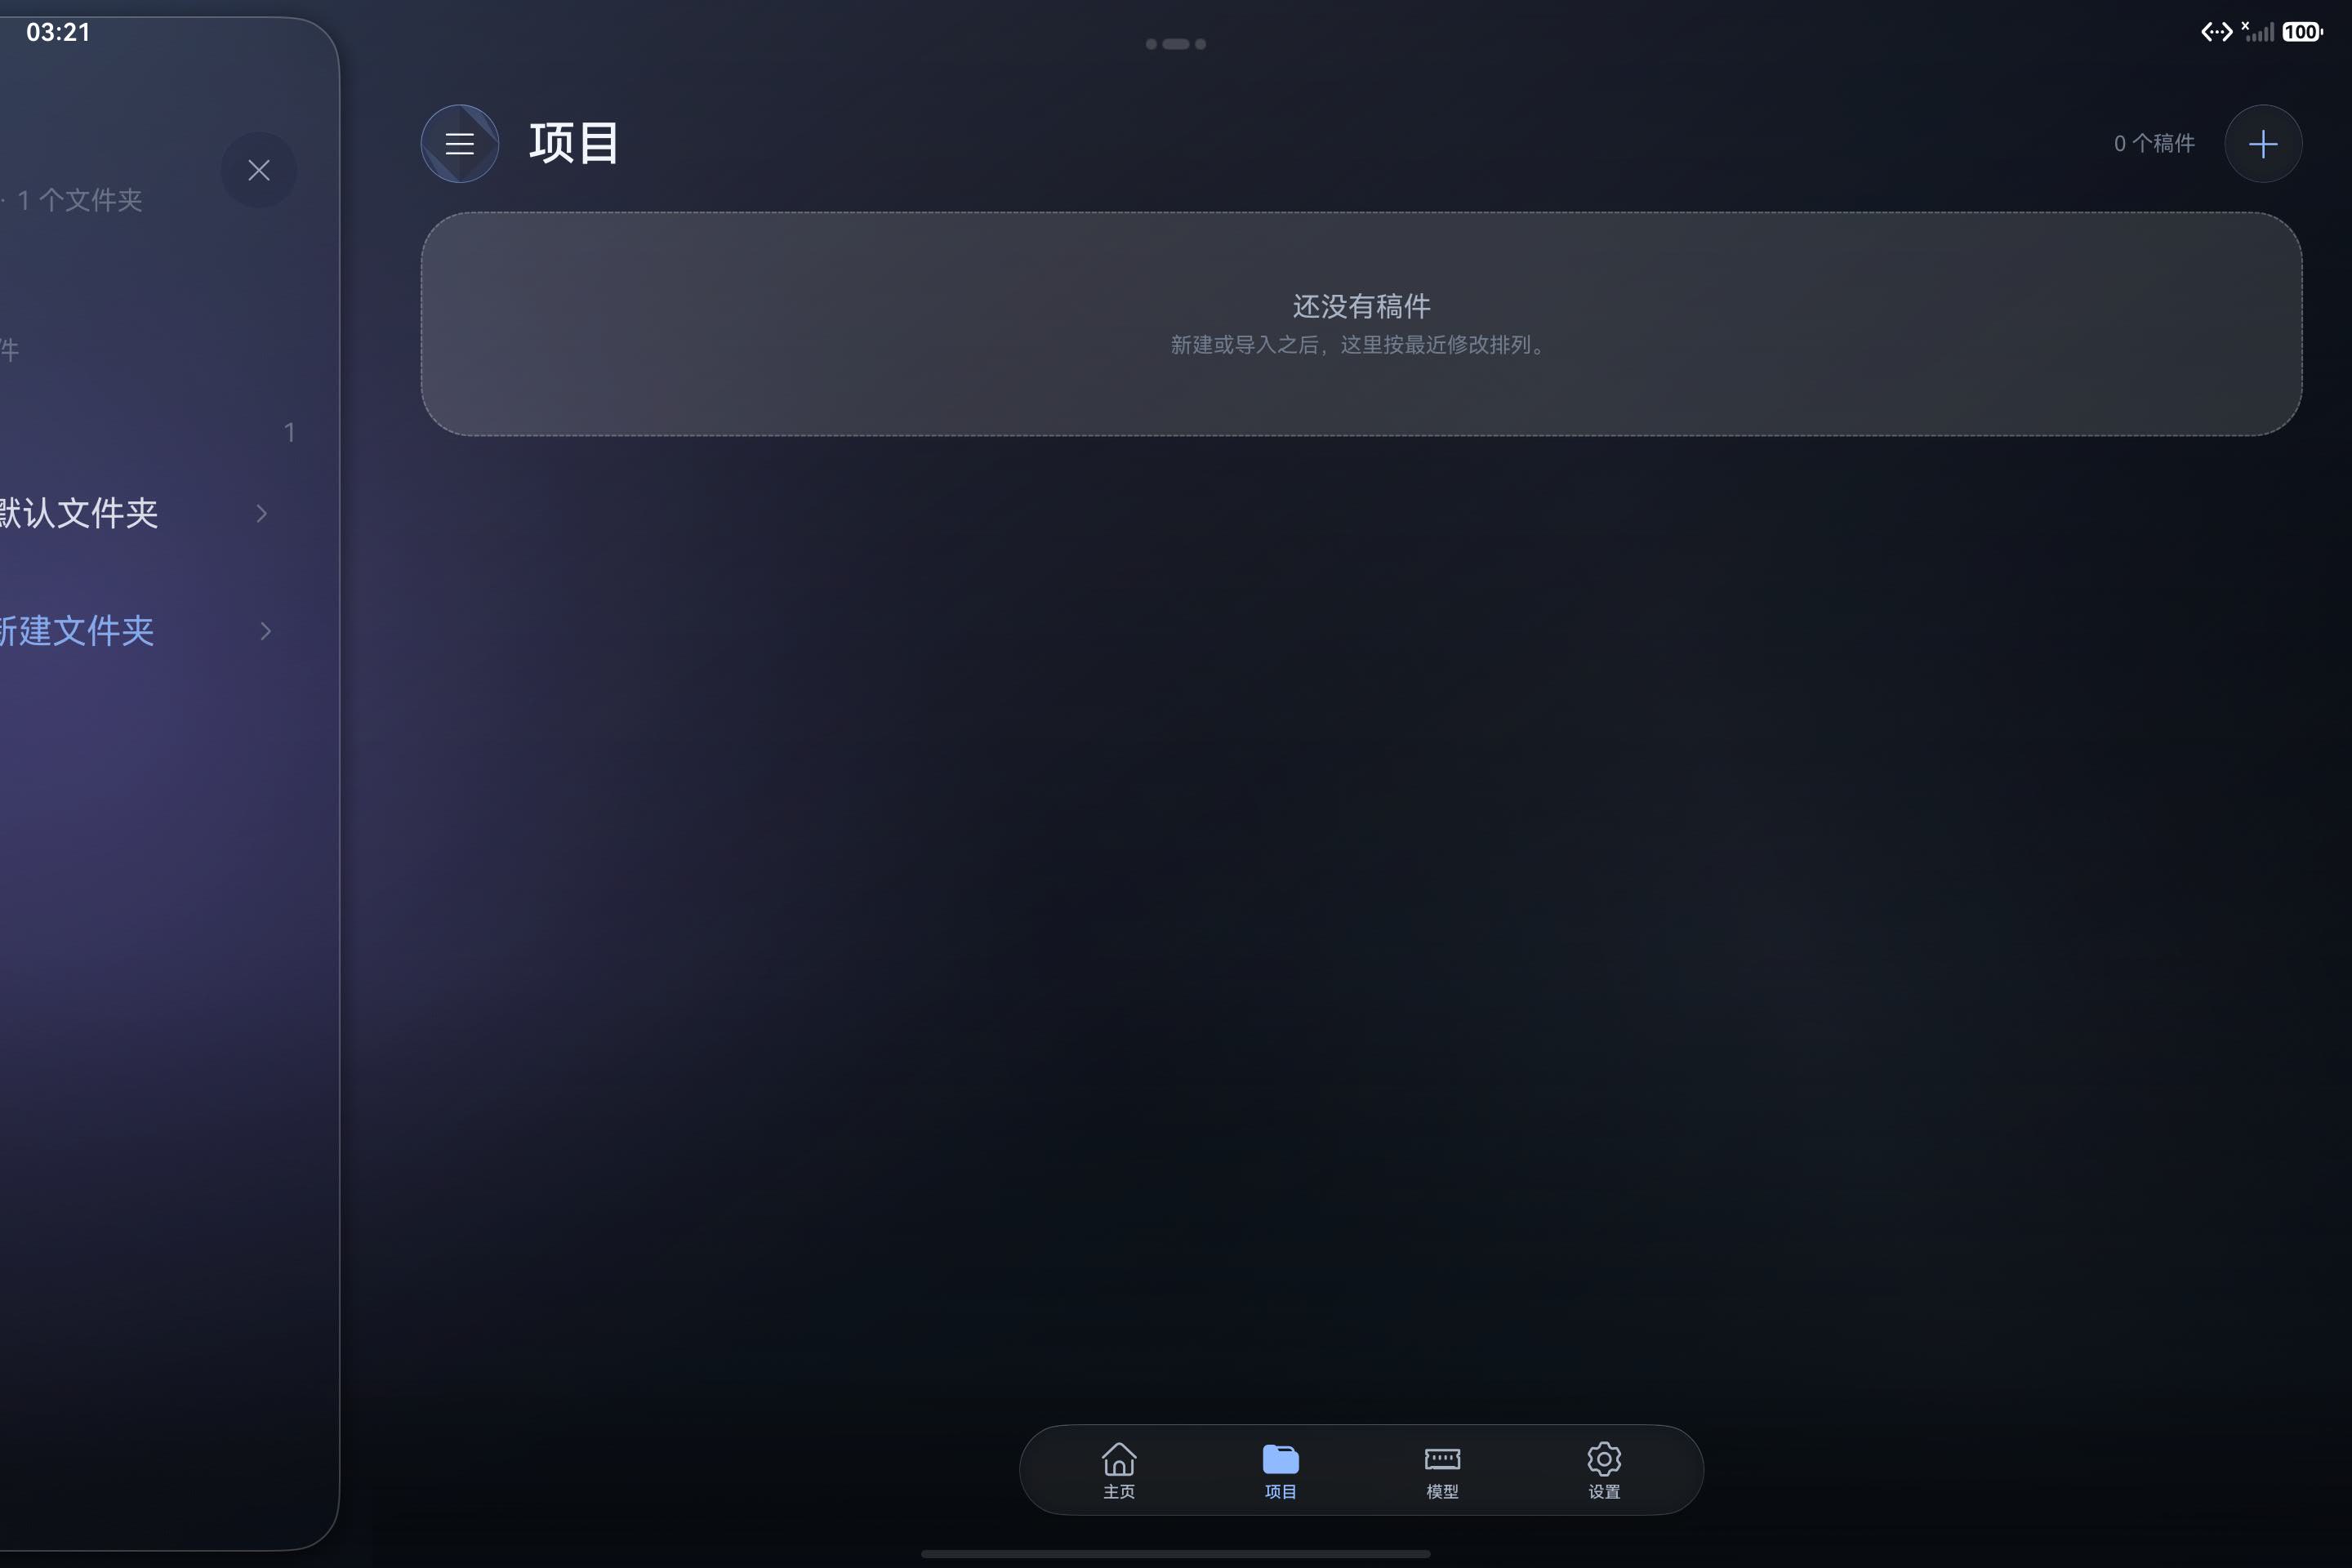 03:21
100
项目
0 个稿件
· 1 个文件夹
还没有稿件
新建或导入之后，这里按最近修改排列。
件
1
默认文件夹
新建文件夹
主页
项目
模型
设置